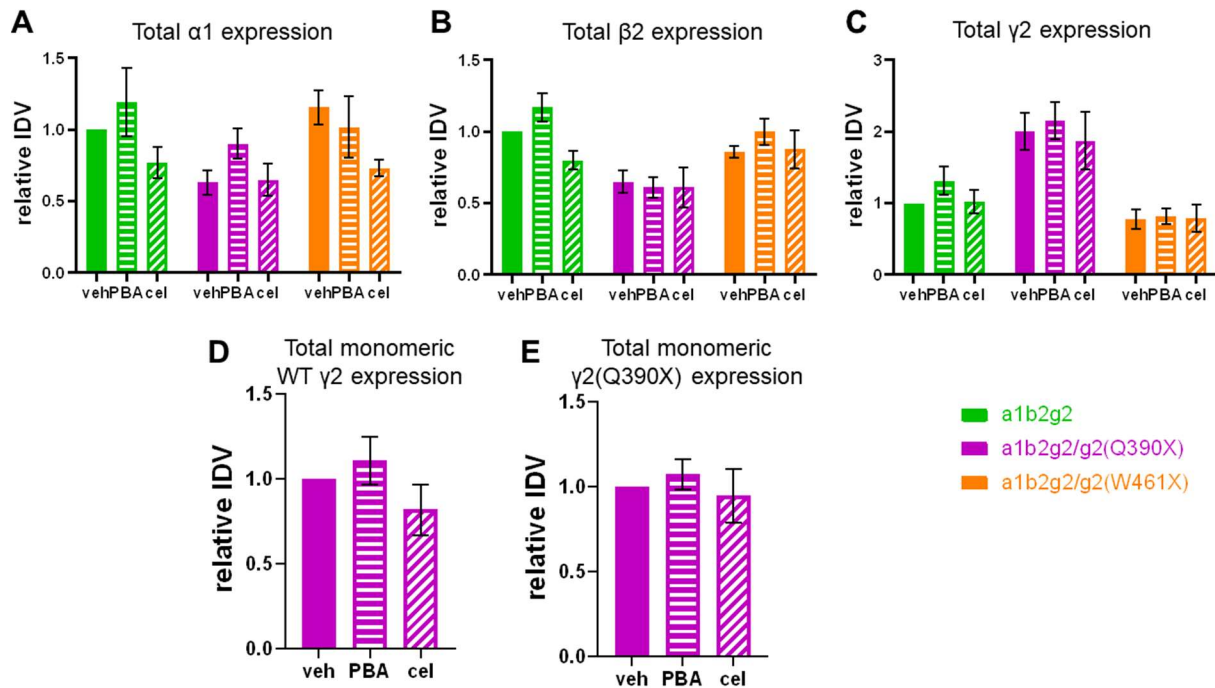 A
Total α1 expression
relative IDV
1.5
1.0
0.5
0.0
vehPBAcel
vehPBAcel
vehPBAcel
B
Total β2 expression
relative IDV
1.5
1.0
0.5
0.0
vehPBAcel
vehPBAcel
vehPBAcel
C
Total γ2 expression
relative IDV
3
2
1
0
vehPBAcel
vehPBAcel
vehPBAcel
D
Total monomeric
WT γ2 expression
relative IDV
1.5
1.0
0.5
0.0
veh PBA cel
E
Total monomeric
γ2(Q390X) expression
relative IDV
1.5
1.0
0.5
0.0
veh PBA cel
a1b2g2
a1b2g2/g2(Q390X)
a1b2g2/g2(W461X)